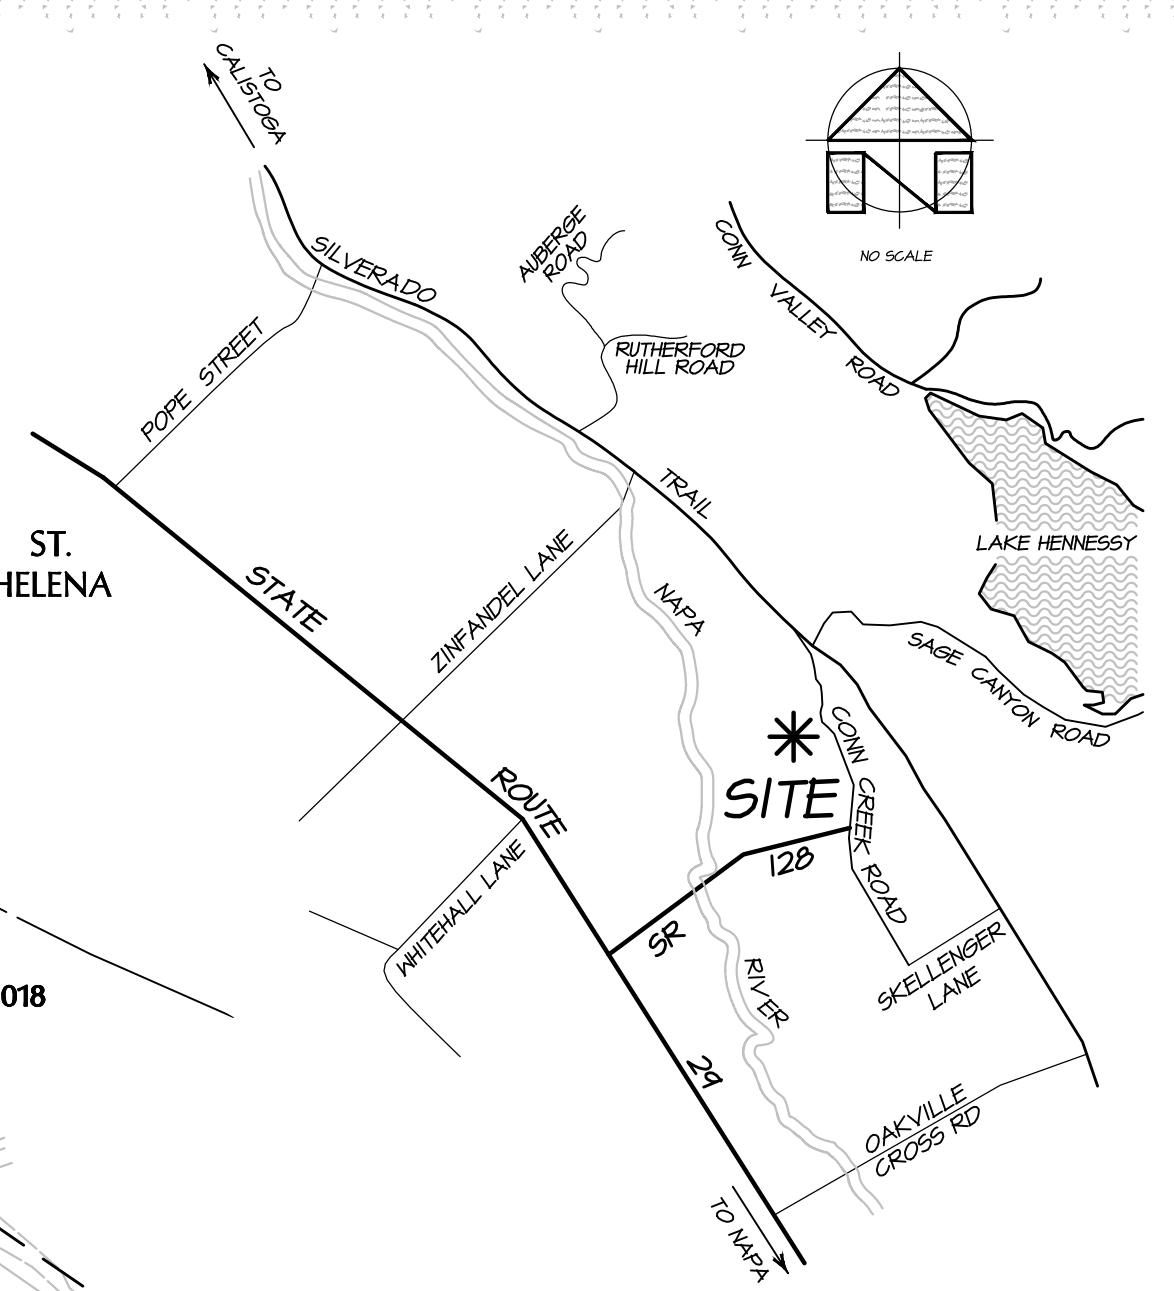 TO
CALISTOGA
NO SCALE
SILVERADO
AUBERGE
ROAD
CONN
VALLEY
ROAD
RUTHERFORD
HILL ROAD
POPE STREET
TRAIL
ST.
HELENA
LAKE HENNESSY
STATE
ZINFANDEL LANE
NAPA
SAGE CANYON ROAD
CONN CREEK ROAD
SITE
ROUTE
128
WHITEHALL LANE
SR
RIVER
SKELLENGER
LANE
018
29
OAKVILLE
CROSS RD
TO NAPA